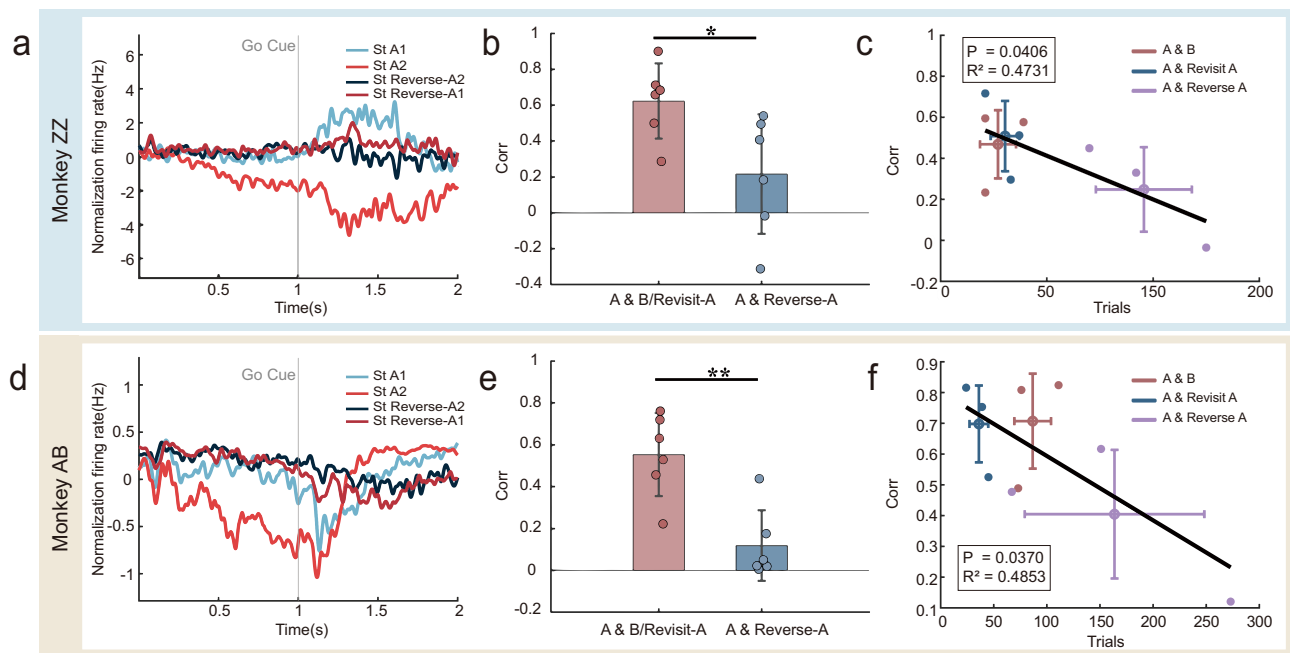 Monkey ZZ
a
Normalization firing rate(Hz)
6
4
2
0
-2
-4
-6
Go Cue
St A1
St A2
St Reverse-A2
St Reverse-A1
0.5
1
1.5
2
Time(s)
b
*
Corr
1
0.8
0.6
0.4
0.2
0
-0.2
-0.4
A & B/Revisit-A
A & Reverse-A
c
P = 0.0406
R² = 0.4731
A & B
A & Revisit A
A & Reverse A
Corr
1
0.8
0.6
0.4
0.2
0
-0.2
0
50
150
200
Trials
Monkey AB
d
Normalization firing rate(Hz)
1
0.5
0
-0.5
-1
Go Cue
St A1
St A2
St Reverse-A2
St Reverse-A1
0.5
1
1.5
2
Time(s)
e
**
Corr
1
0.8
0.6
0.4
0.2
0
-0.2
A & B/Revisit-A
A & Reverse-A
f
A & B
A & Revisit A
A & Reverse A
P = 0.0370
R² = 0.4853
Corr
0.9
0.8
0.7
0.6
0.5
0.4
0.3
0.2
0.1
0
50
100
150
200
250
300
Trials